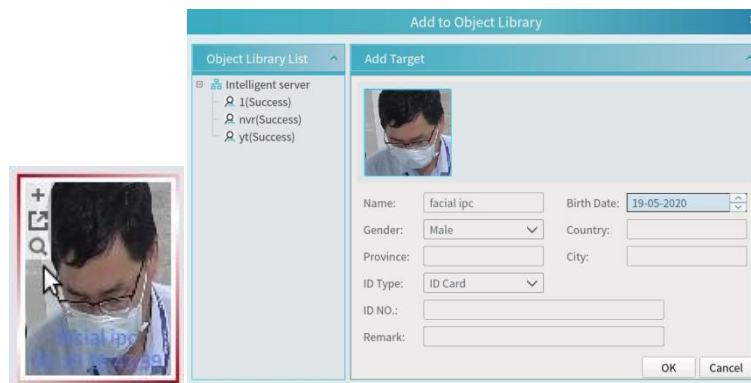 Add to Object Library
Object Library List
Intelligent server
1(Success)
nvr(Success)
yt(Success)
Add Target
Name: facial ipc
Birth Date: 19-05-2020
Gender: Male
Country:
Province:
City:
ID Type: ID Card
ID NO.:
Remark:
OK Cancel
facial ipc